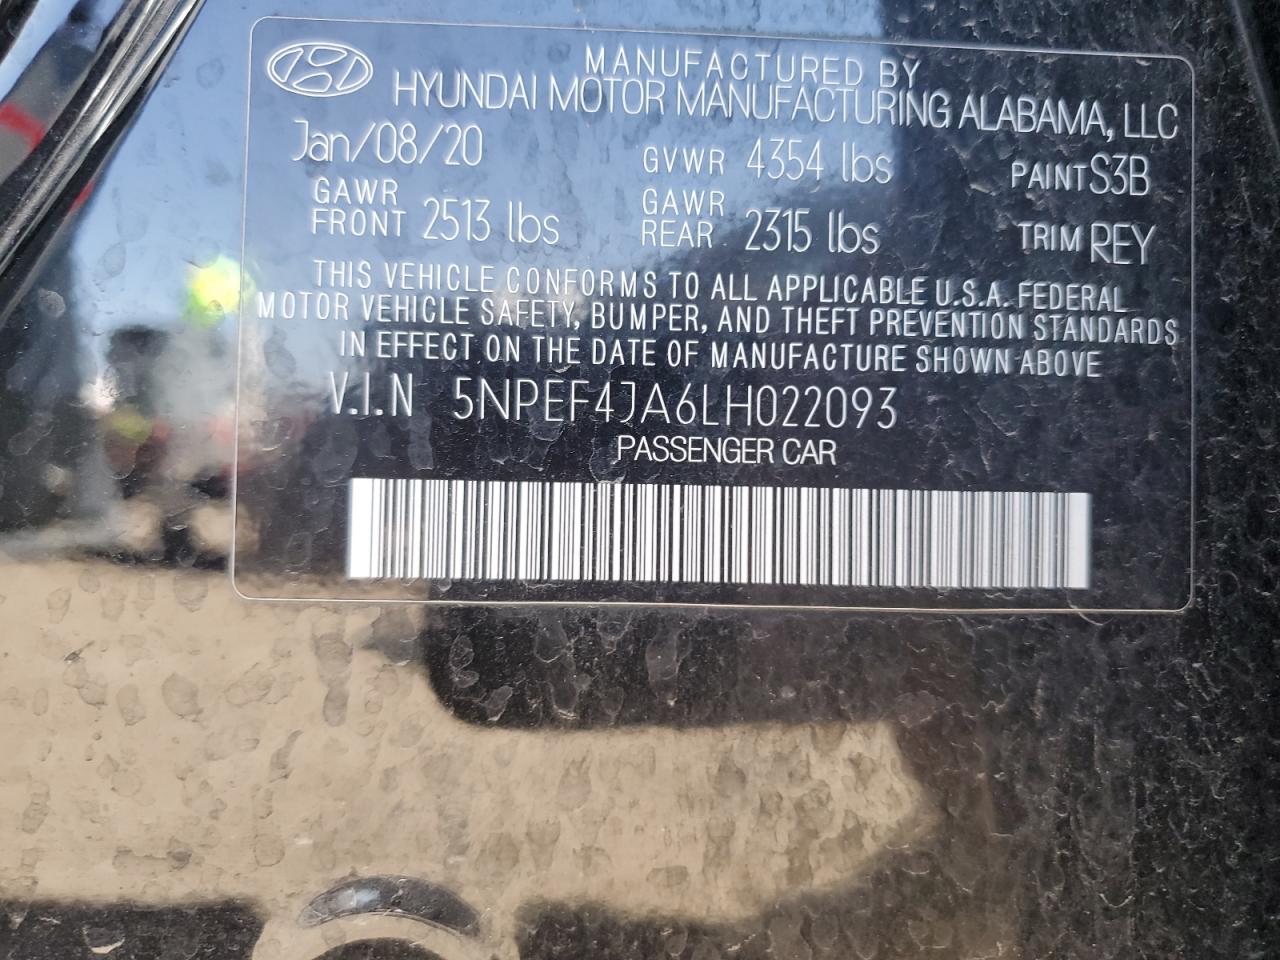 MANUFACTURED BY
HYUNDAI MOTOR MANUFACTURING ALABAMA, LLC
Jan/08/20 GVWR 4354 lbs PAINT S3B
GAWR FRONT 2513 lbs GAWR REAR 2315 lbs TRIM REY
THIS VEHICLE CONFORMS TO ALL APPLICABLE U.S.A. FEDERAL
MOTOR VEHICLE SAFETY, BUMPER, AND THEFT PREVENTION STANDARDS
IN EFFECT ON THE DATE OF MANUFACTURE SHOWN ABOVE
V.I.N 5NPEF4JA6LH022093
PASSENGER CAR